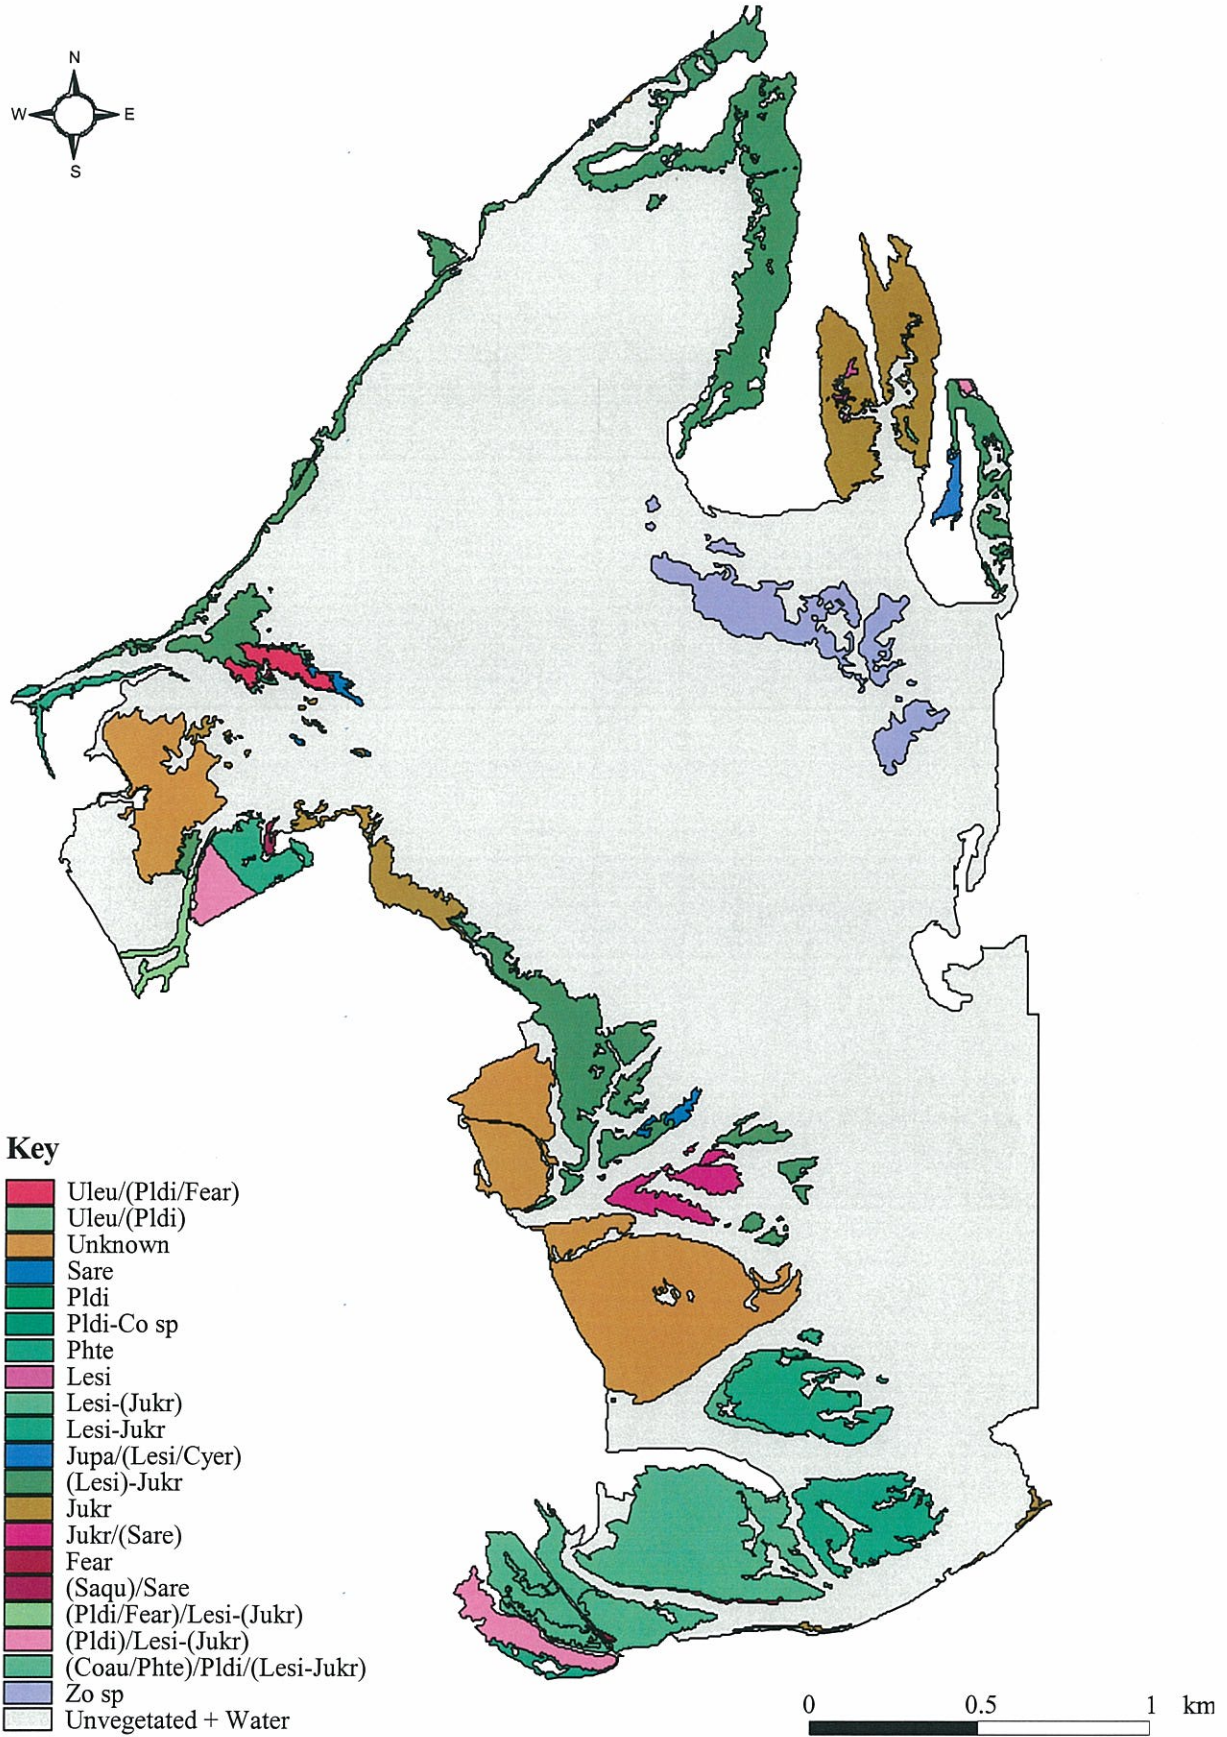 N
W E
S
Key
Uleu/(Pldi/Fear)
Uleu/(Pldi)
Unknown
Sare
Pldi
Pldi-Co sp
Phte
Lesi
Lesi-(Jukr)
Lesi-Jukr
Jupa/(Lesi/Cyer)
(Lesi)-Jukr
Jukr
Jukr/(Sare)
Fear
(Saqu)/Sare
(Pldi/Fear)/Lesi-(Jukr)
(Pldi)/Lesi-(Jukr)
(Coau/Phte)/Pldi/(Lesi-Jukr)
Zo sp
Unvegetated + Water
0 0.5 1 km